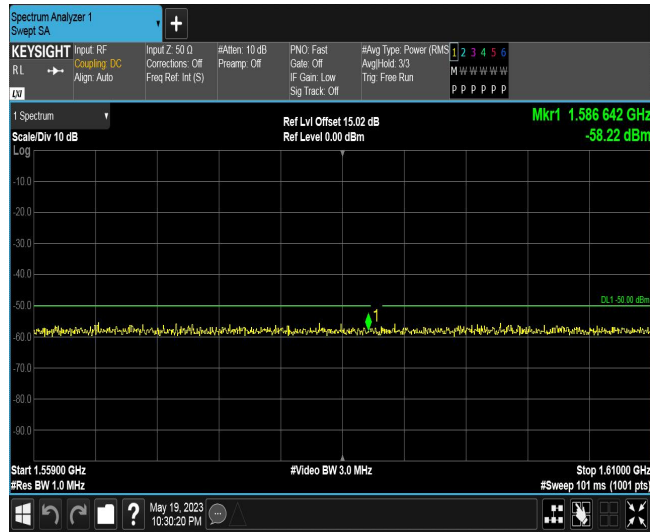 Spectrum Analyzer 1
Swept SA
+
KEYSIGHT
RL
LXI
Input: RF
Coupling: DC
Align: Auto
Input Z: 50 Ω
Corrections: Off
Freq Ref: Int (S)
#Atten: 10 dB
Preamp: Off
PNO: Fast
Gate: Off
IF Gain: Low
Sig Track: Off
#Avg Type: Power (RMS
Avg|Hold: 3/3
Trig: Free Run
1 2 3 4 5 6
M W W W W W
P P P P P P
1 Spectrum
Scale/Div 10 dB
Ref Lvl Offset 15.02 dB
Ref Level 0.00 dBm
Mkr1 1.586 642 GHz
-58.22 dBm
Log
-10.0
-20.0
-30.0
-40.0
-50.0
-60.0
-70.0
-80.0
-90.0
DL1 -50.00 dBm
1
Start 1.55900 GHz
#Res BW 1.0 MHz
#Video BW 3.0 MHz
Stop 1.61000 GHz
#Sweep 101 ms (1001 pts)
?
May 19, 2023
10:30:20 PM